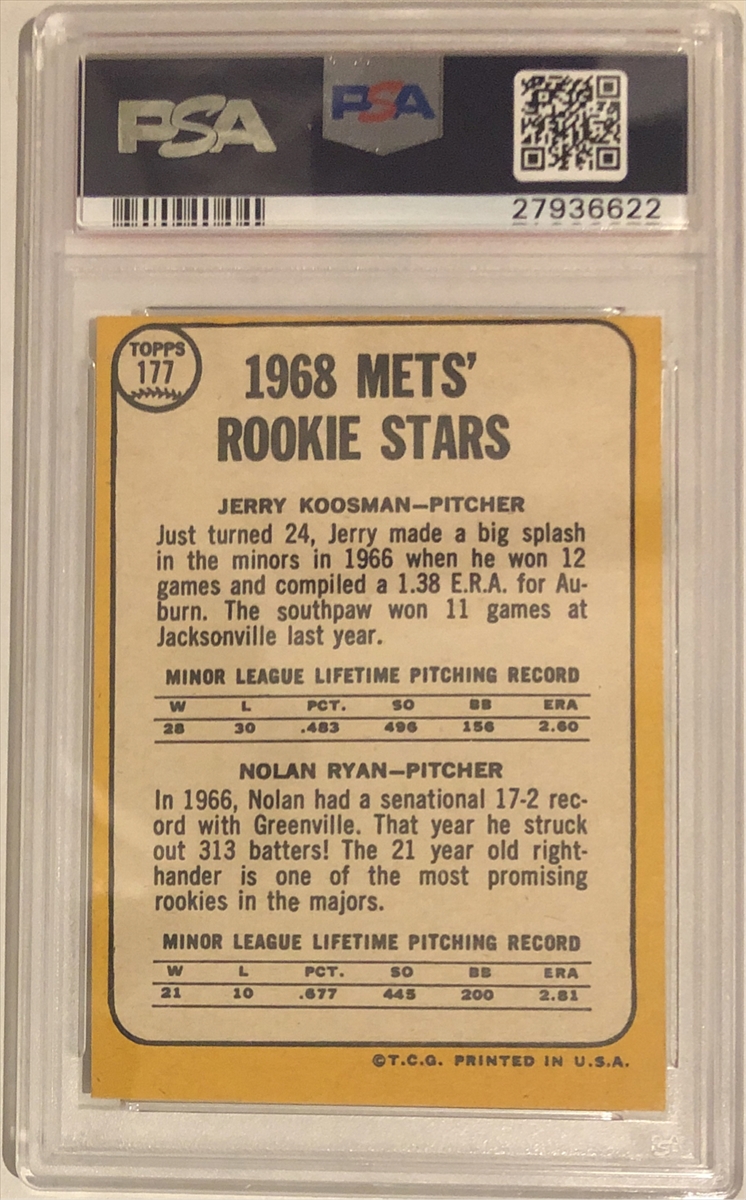 PSA
PSA
27936622
TOPPS
177
1968 METS'
ROOKIE STARS
JERRY KOOSMAN—PITCHER
Just turned 24, Jerry made a big splash
in the minors in 1966 when he won 12
games and compiled a 1.38 E.R.A. for Au-
burn. The southpaw won 11 games at
Jacksonville last year.
MINOR LEAGUE LIFETIME PITCHING RECORD
W L PCT. SO BB ERA
28 30 .483 496 156 2.60
NOLAN RYAN—PITCHER
In 1966, Nolan had a senational 17-2 rec-
ord with Greenville. That year he struck
out 313 batters! The 21 year old right-
hander is one of the most promising
rookies in the majors.
MINOR LEAGUE LIFETIME PITCHING RECORD
W L PCT. SO BB ERA
21 10 .677 445 200 2.81
©T.C.G. PRINTED IN U.S.A.